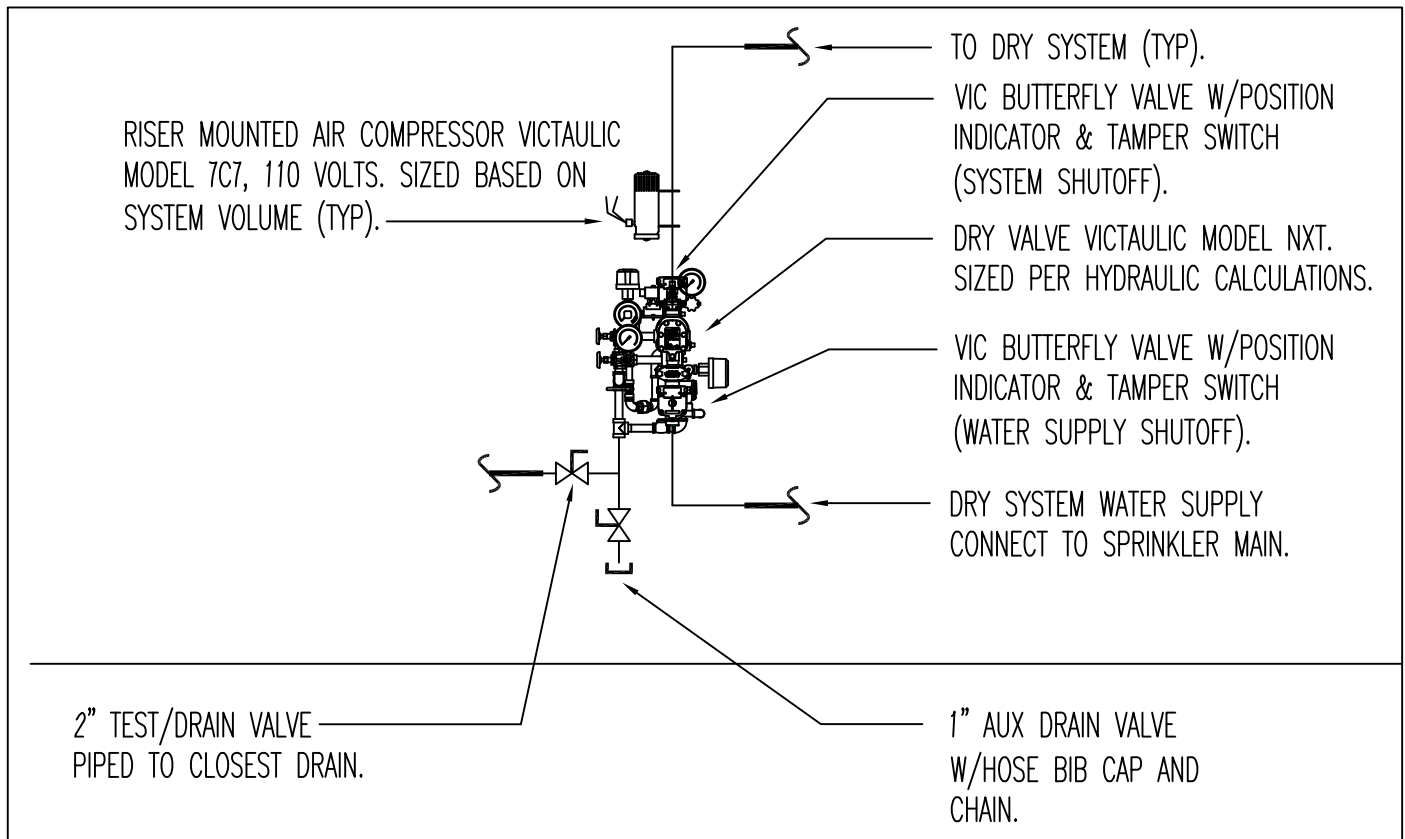 TO DRY SYSTEM (TYP).
VIC BUTTERFLY VALVE W/POSITION
INDICATOR & TAMPER SWITCH
(SYSTEM SHUTOFF).
RISER MOUNTED AIR COMPRESSOR VICTAULIC
MODEL 7C7, 110 VOLTS. SIZED BASED ON
SYSTEM VOLUME (TYP).
DRY VALVE VICTAULIC MODEL NXT.
SIZED PER HYDRAULIC CALCULATIONS.
VIC BUTTERFLY VALVE W/POSITION
INDICATOR & TAMPER SWITCH
(WATER SUPPLY SHUTOFF).
DRY SYSTEM WATER SUPPLY
CONNECT TO SPRINKLER MAIN.
2" TEST/DRAIN VALVE
PIPED TO CLOSEST DRAIN.
1" AUX DRAIN VALVE
W/HOSE BIB CAP AND
CHAIN.